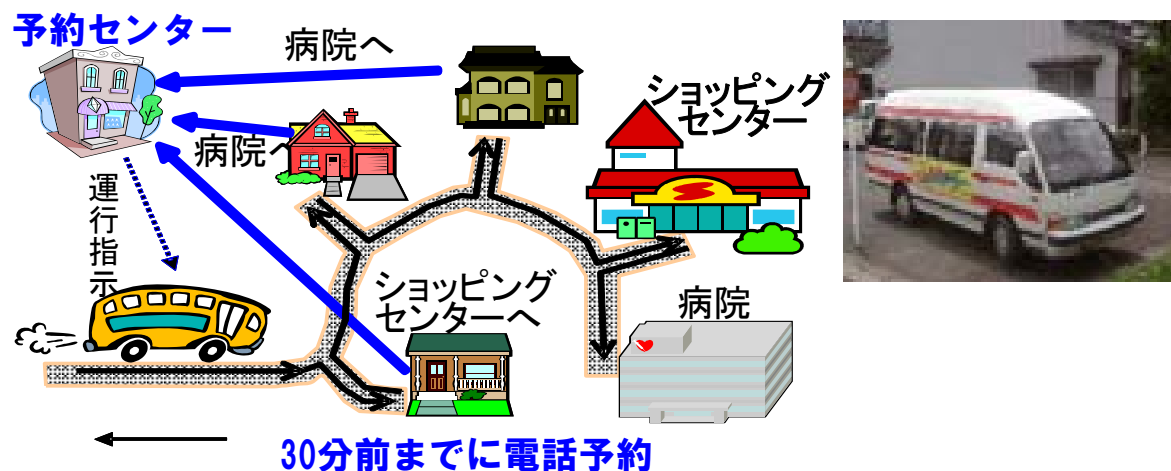 予約センター
病院へ
ショッピング
センター
病院へ
運行指示
ショッピング
センターへ
病院
30分前までに電話予約